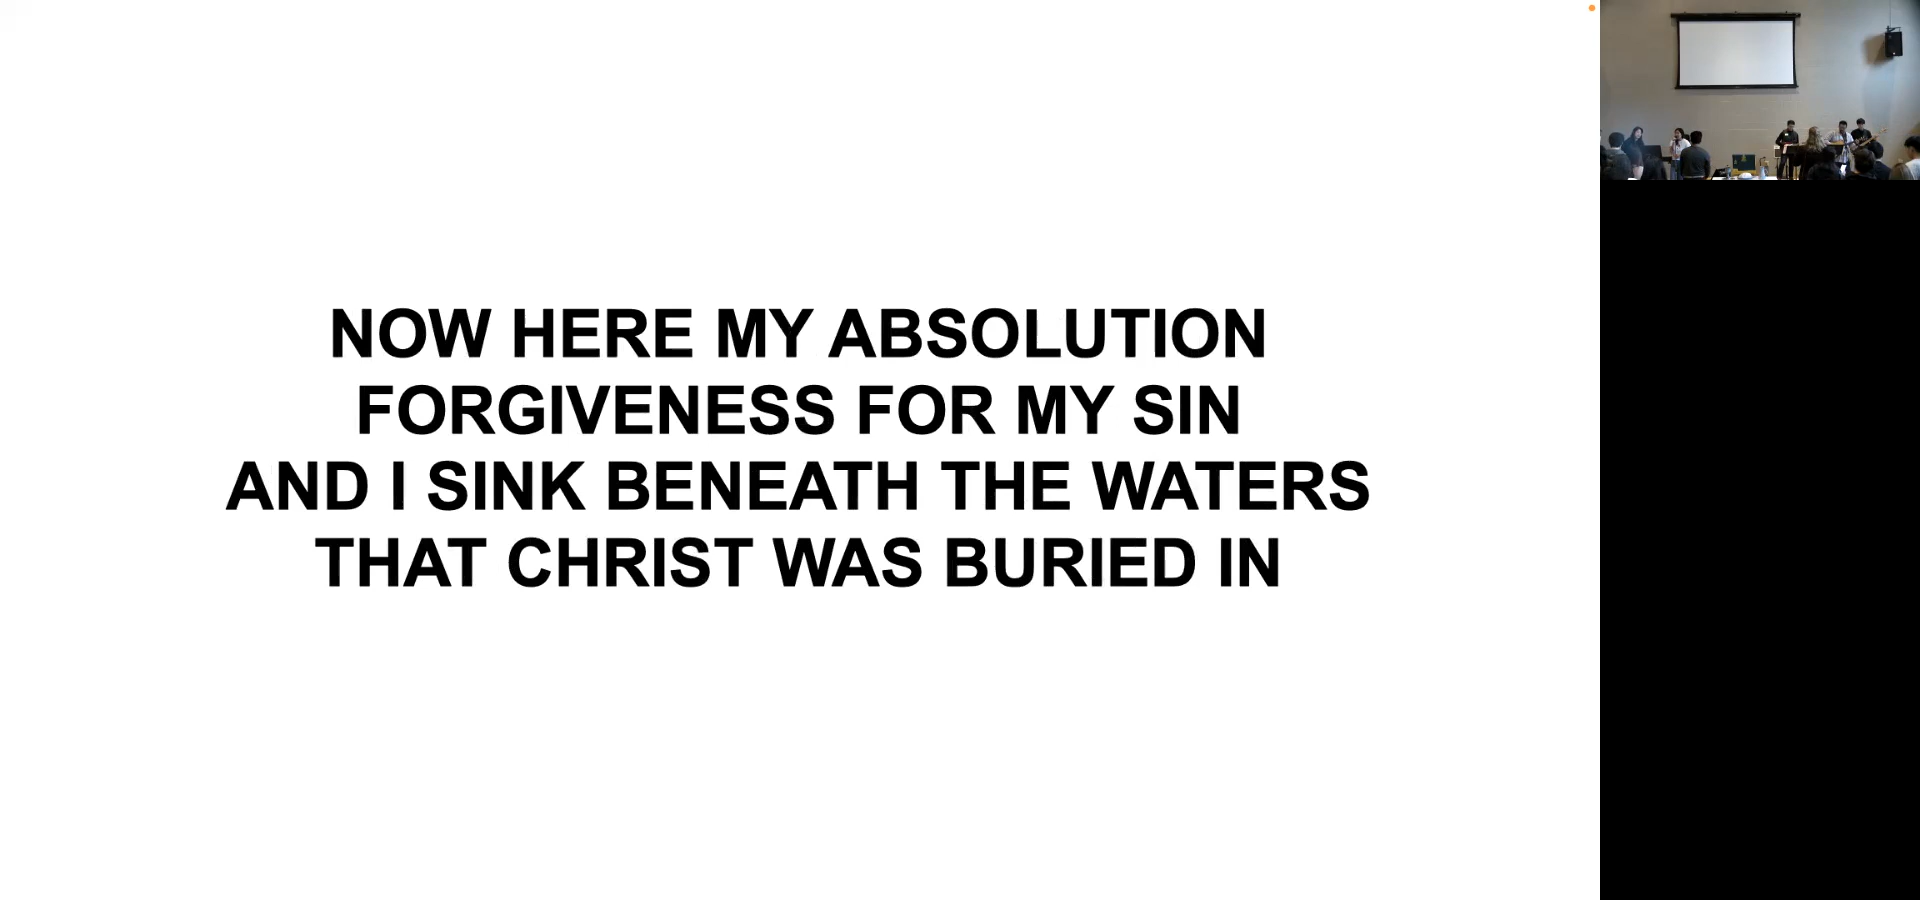 NOW HERE MY ABSOLUTION
FORGIVENESS FOR MY SIN
AND I SINK BENEATH THE WATERS
THAT CHRIST WAS BURIED IN